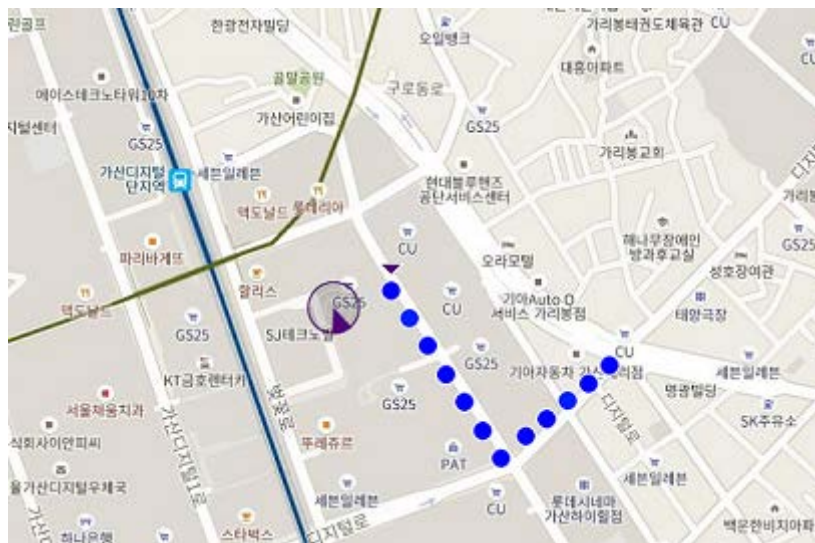 린골프
한광전자빌딩
오일뱅크
가리봉태권도체육관
CU
대흥아파트
CU
에이스테크노타워10차
골말공원
구로동로
가산어린이집
GS25
지털센터
GS25
가리봉교회
가산디지털
단지역
세븐일레븐
현대블루핸즈
공단서비스센터
맥도날드
롯데리아
가리봉
CU
해나무장애인
방과후교실
GS25
파리바게뜨
오라모텔
성호장여관
할리스
GS25
CU
기아Auto Q
서비스 가리봉점
태양극장
맥도날드
GS25
SJ테크노빌
GS25
CU
KT금호렌터카
기아자동차
세븐일레븐
서울채움치과
벚꽃로
GS25
명광빌딩
디지털로
SK주유소
식회사이안피씨
가산디지털1로
뚜레쥬르
PAT
세븐일레븐
울가산디지털우체국
세븐일레븐
CU
롯데시네마
가산하이힐점
하나은행
스타벅스
디지털로
백운한비치아파